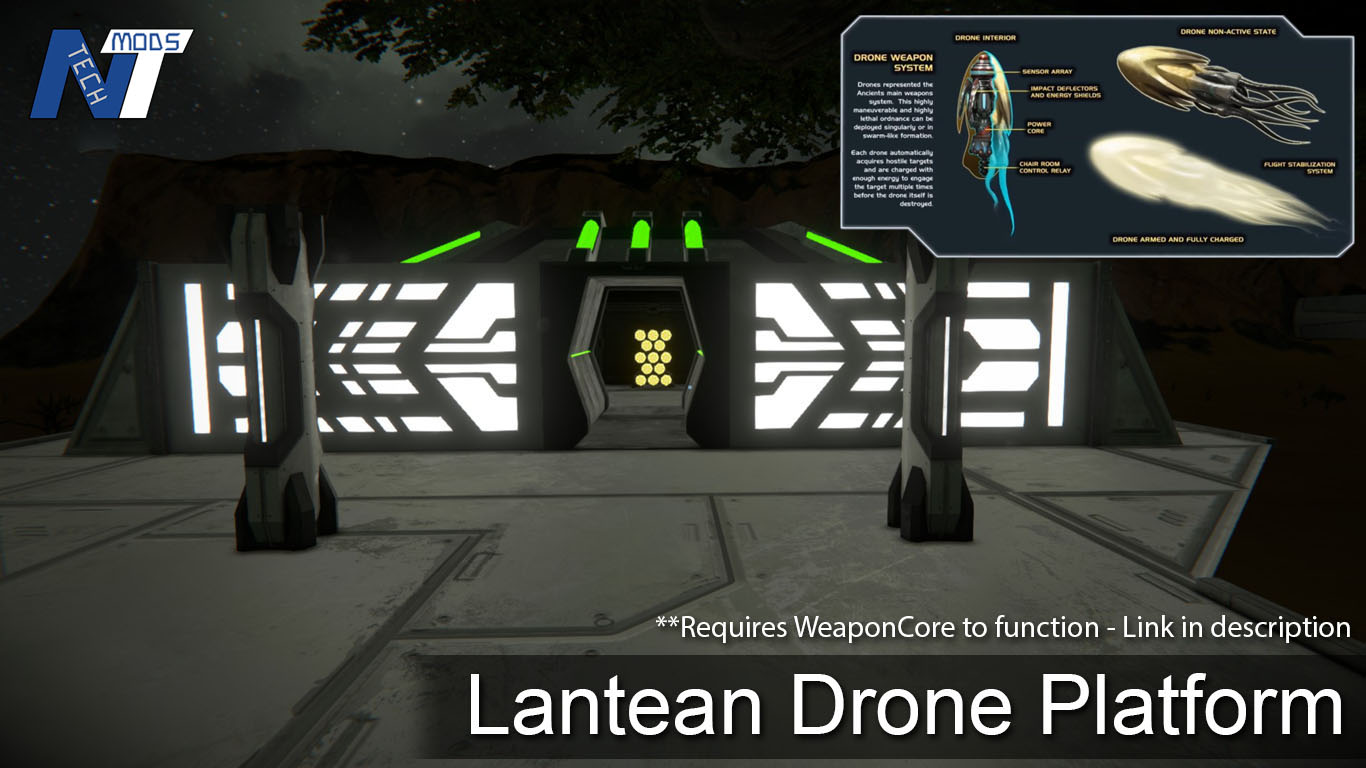 MODS
TECH
NT
DRONE WEAPON
SYSTEM
Drones represented the
Ancients main weapons
system. This highly
maneuverable and highly
lethal ordnance can be
deployed singularly or in
swarm-like formation.
Each drone automatically
acquires hostile targets
and are charged with
enough energy to engage
the target multiple times
before the drone itself is
destroyed.
DRONE INTERIOR
SENSOR ARRAY
IMPACT DEFLECTORS
AND ENERGY SHIELDS
POWER
CORE
CHAIR ROOM
CONTROL RELAY
DRONE NON-ACTIVE STATE
FLIGHT STABILIZATION
SYSTEM
DRONE ARMED AND FULLY CHARGED
**Requires WeaponCore to function - Link in description
Lantean Drone Platform